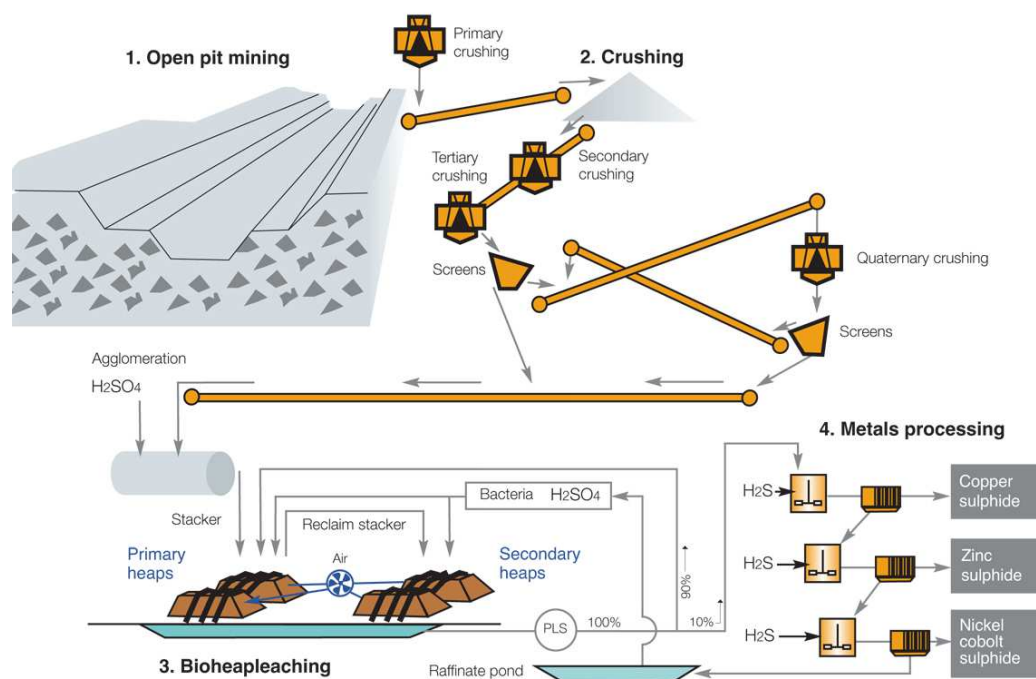 Primary
crushing
1. Open pit mining
2. Crushing
Tertiary
crushing
Secondary
crushing
Screens
Quaternary crushing
Screens
Agglomeration
H2SO4
4. Metals processing
H2S
Copper
sulphide
Bacteria H2SO4
Stacker
Reclaim stacker
Air
Primary
heaps
Secondary
heaps
H2S
Zinc
sulphide
90%
PLS
100%
10%
H2S
Nickel
cobolt
sulphide
3. Bioheapleaching
Raffinate pond